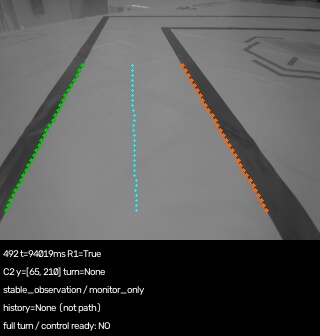 492 t=94019ms R1=True
C2 y=[65, 210] turn=None
stable_observation / monitor_only
history=None (not path)
full turn / control ready: NO